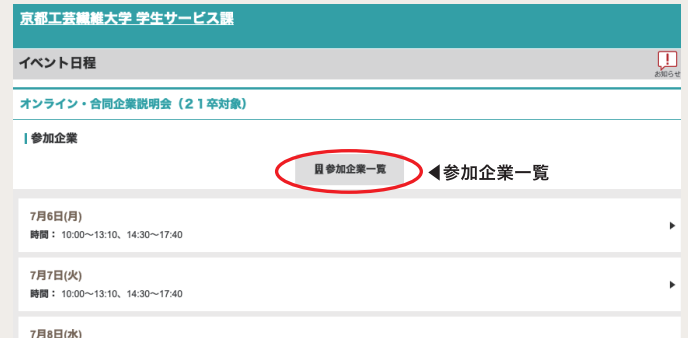 京都工芸繊維大学 学生サービス課
イベント日程
お知らせ
オンライン・合同企業説明会（２１卒対象）
参加企業
参加企業一覧
◀参加企業一覧
7月6日(月)
時間： 10:00〜13:10、14:30〜17:40
7月7日(火)
時間： 10:00〜13:10、14:30〜17:40
7月8日(水)